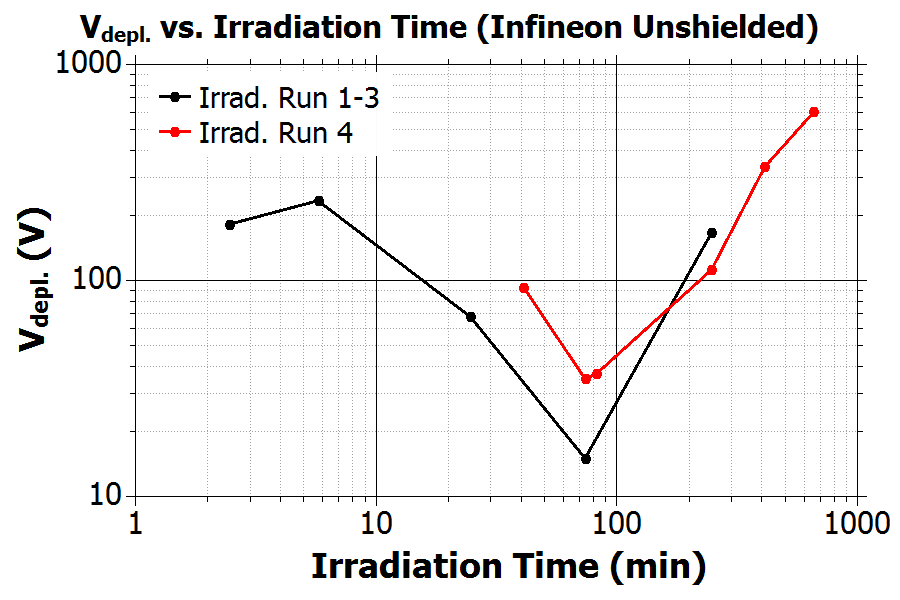 Vdepl. vs. Irradiation Time (Infineon Unshielded)
1000
Irrad. Run 1-3
Irrad. Run 4
Vdepl. (V)
100
10
1 10 100 1000
Irradiation Time (min)